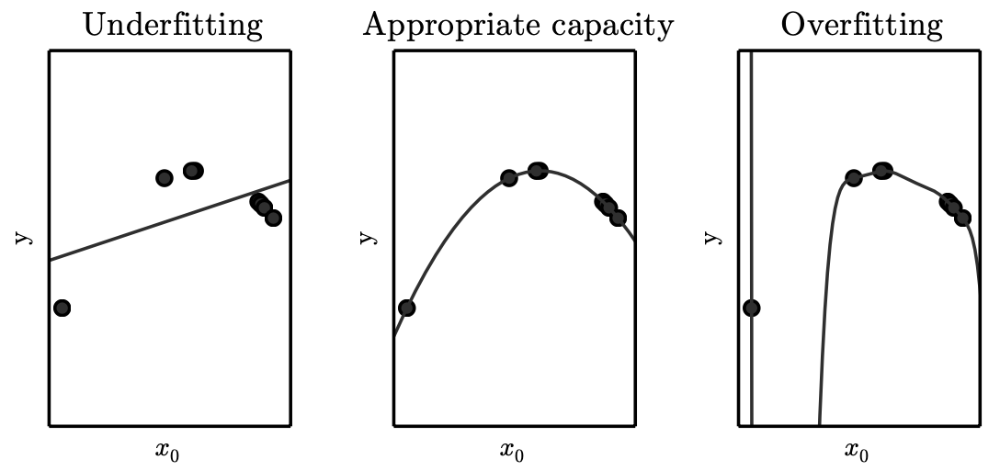 Underfitting
Appropriate capacity
Overfitting
y
y
y
x₀
x₀
x₀